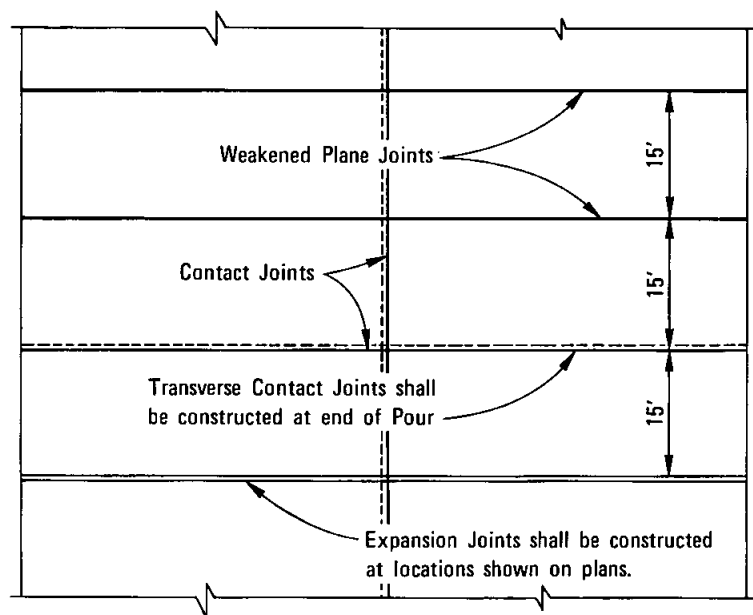 Weakened Plane Joints
15'
Contact Joints
15'
Transverse Contact Joints shall
be constructed at end of Pour
15'
Expansion Joints shall be constructed
at locations shown on plans.